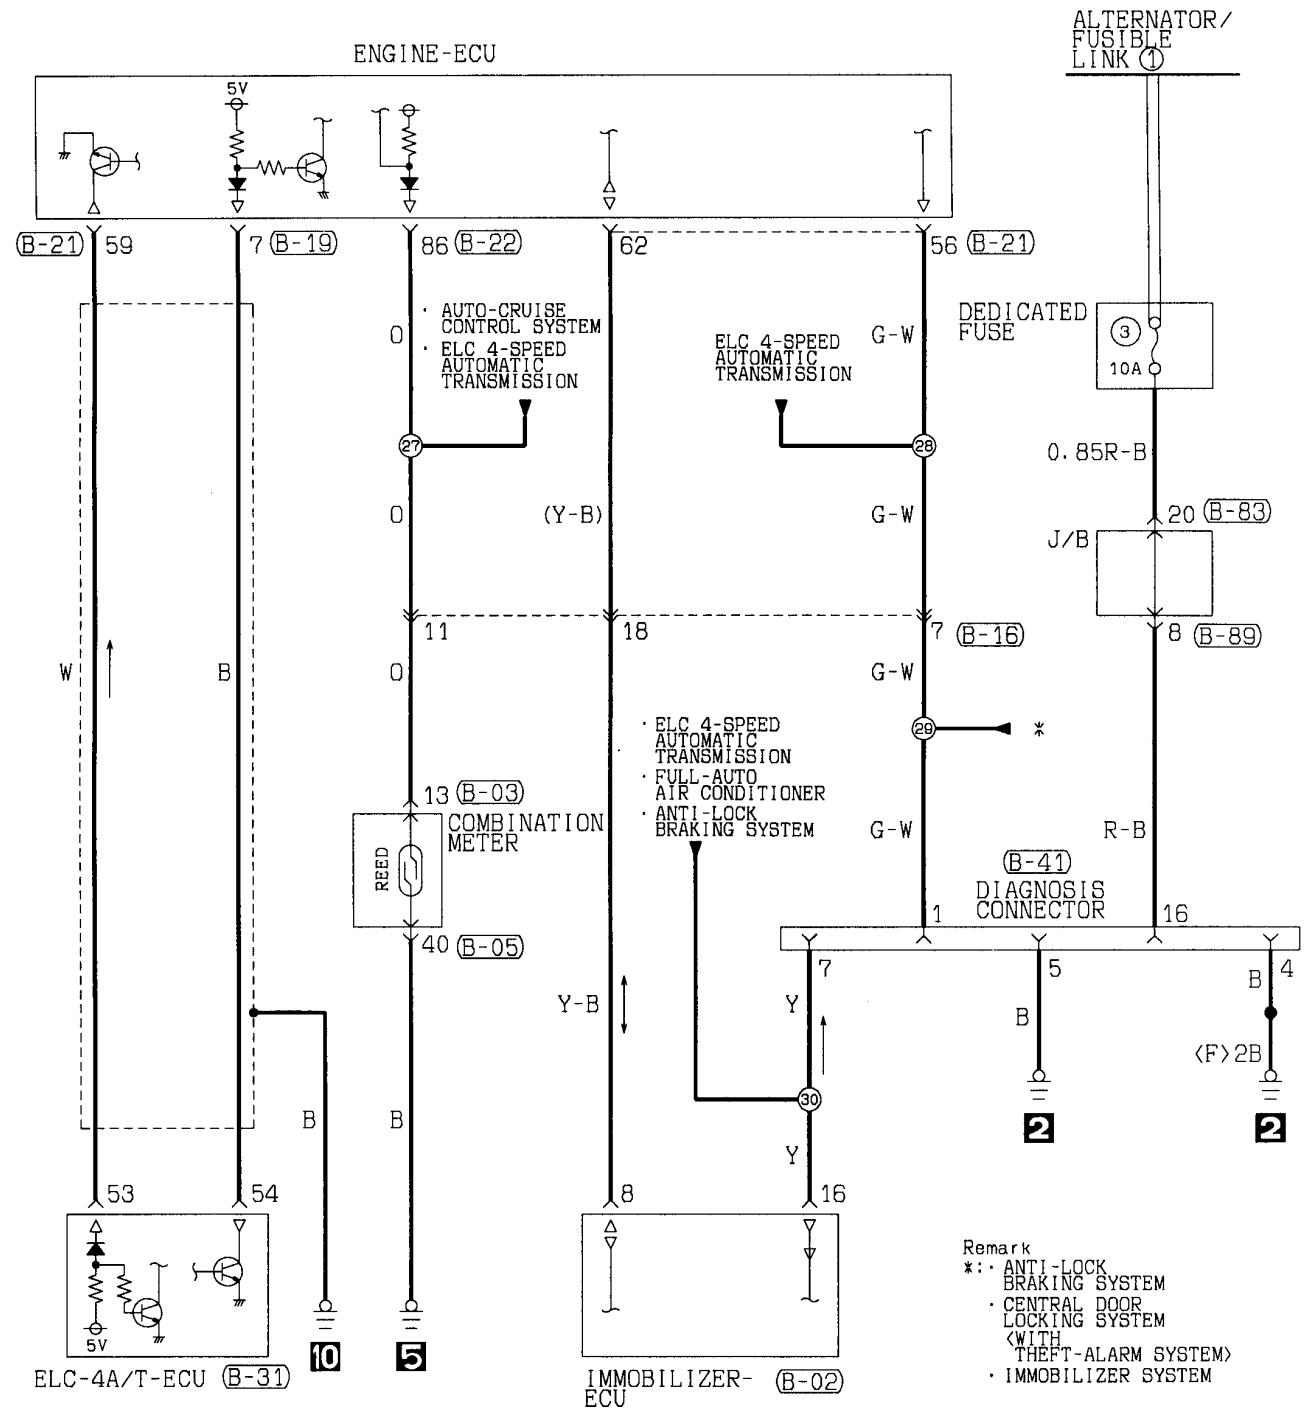 ALTERNATOR/
FUSIBLE
LINK 1
ENGINE-ECU
5V
(B-21) 59
7 (B-19)
86 (B-22)
62
56 (B-21)
· AUTO-CRUISE
CONTROL SYSTEM
· ELC 4-SPEED
AUTOMATIC
TRANSMISSION
ELC 4-SPEED
AUTOMATIC
TRANSMISSION
DEDICATED
FUSE
3
10A
O
G-W
27
28
0.85R-B
O
(Y-B)
G-W
20 (B-83)
J/B
11
18
7 (B-16)
8 (B-89)
W
B
O
G-W
29
*
· ELC 4-SPEED
AUTOMATIC
TRANSMISSION
· FULL-AUTO
AIR CONDITIONER
· ANTI-LOCK
BRAKING SYSTEM
13 (B-03)
COMBINATION
METER
REED
G-W
R-B
(B-41)
DIAGNOSIS
CONNECTOR
1
16
40 (B-05)
7
5
4
Y-B
Y
B
B
<F>2B
30
B
B
2
2
Y
53
54
8
16
5V
10
5
ELC-4A/T-ECU (B-31)
IMMOBILIZER-
ECU
(B-02)
Remark
*:· ANTI-LOCK
BRAKING SYSTEM
· CENTRAL DOOR
LOCKING SYSTEM
<WITH
THEFT-ALARM SYSTEM>
· IMMOBILIZER SYSTEM